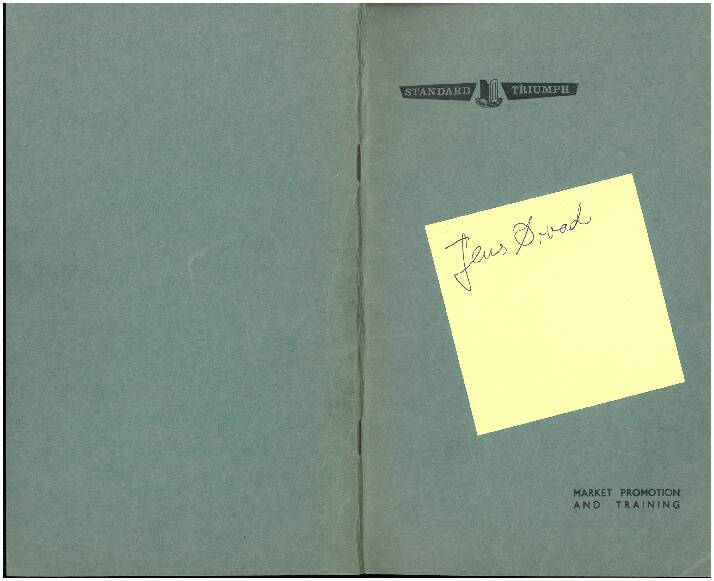 STANDARD TRIUMPH
Jens Ørvad
MARKET PROMOTION
AND TRAINING